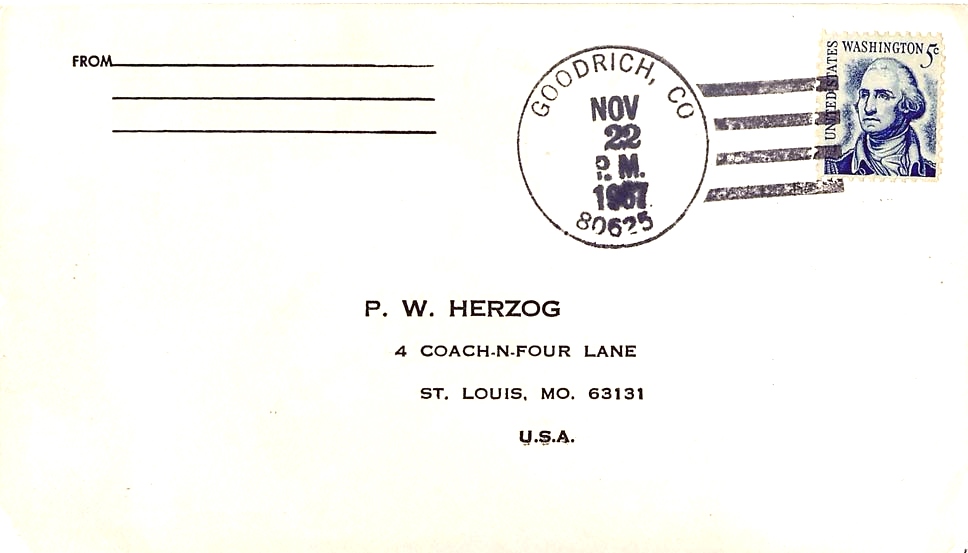 FROM
GOODRICH, CO
NOV
22
P.M.
1967
80625
UNITED STATES
WASHINGTON 5c
P. W. HERZOG
4 COACH-N-FOUR LANE
ST. LOUIS, MO. 63131
U.S.A.